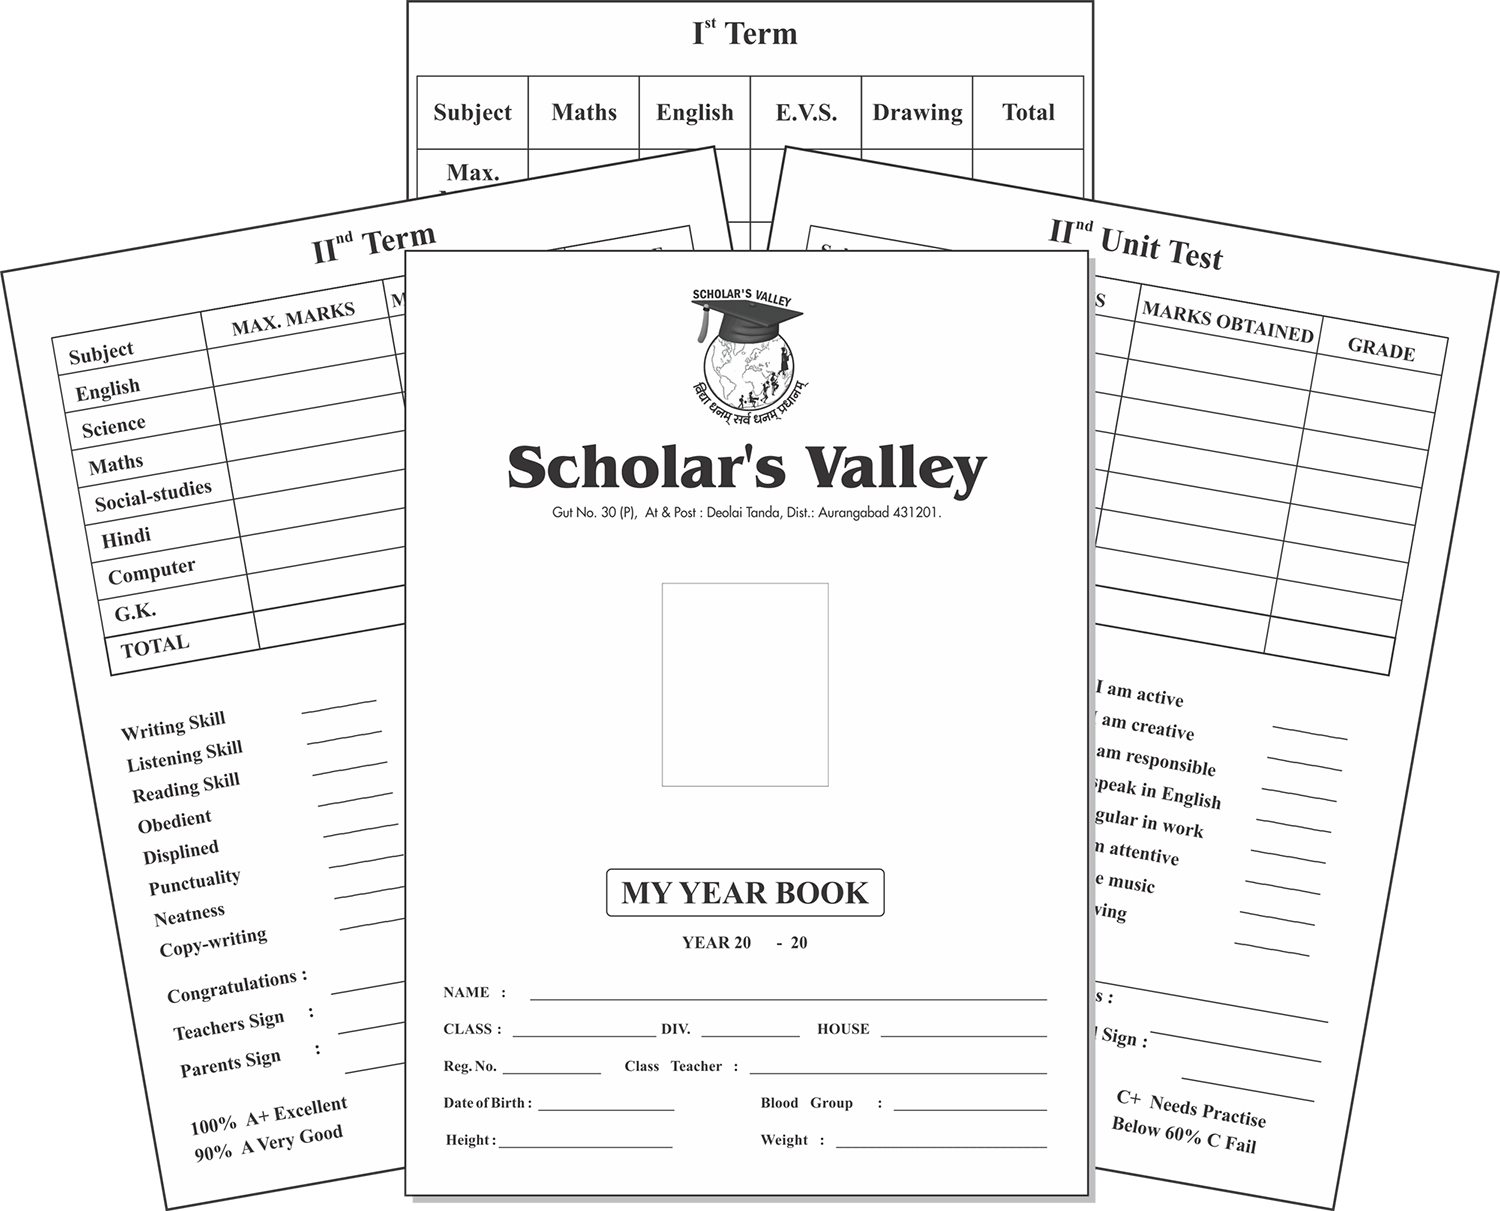 Ist Term
Subject Maths English E.V.S. Drawing Total
Max.
IInd Term
MAX. MARKS
Subject
English
Science
Maths
Social-studies
Hindi
Computer
G.K.
TOTAL
Writing Skill
Listening Skill
Reading Skill
Obedient
Displined
Punctuality
Neatness
Copy-writing
Congratulations :
Teachers Sign :
Parents Sign :
100% A+ Excellent
90% A Very Good
SCHOLAR'S VALLEY
विद्या धनम् सर्व धनम् प्रधानम्
Scholar's Valley
Gut No. 30 (P), At & Post : Deolai Tanda, Dist.: Aurangabad 431201.
MY YEAR BOOK
YEAR 20 - 20
NAME :
CLASS : DIV. HOUSE
Reg. No. Class Teacher :
Date of Birth : Blood Group :
Height : Weight :
IInd Unit Test
MARKS OBTAINED GRADE
I am active
I am creative
am responsible
speak in English
gular in work
attentive
music
Sign :
C+ Needs Practise
Below 60% C Fail